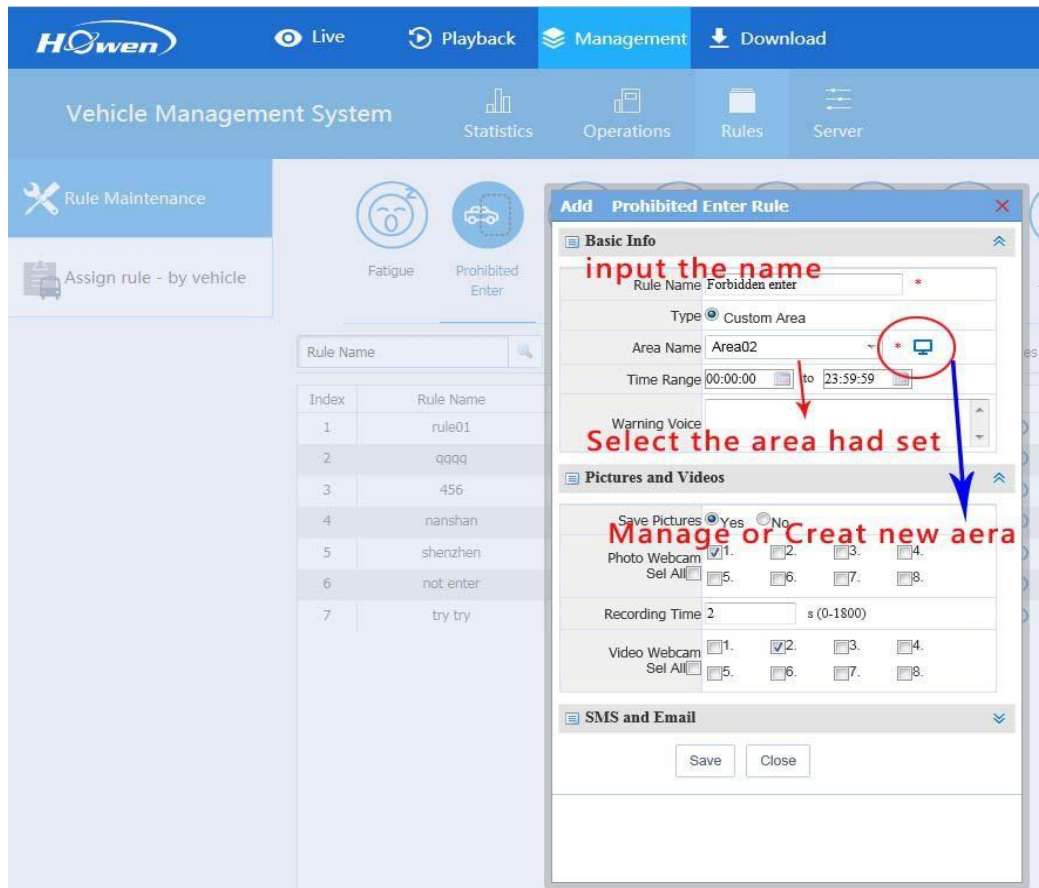 HOwen Live Playback Management Download
Vehicle Management System Statistics Operations Rules Server
Rule Maintenance
Assign rule - by vehicle
Fatigue
Prohibited
Enter
Rule Name
Index Rule Name
1 rule01
2 qqqq
3 456
4 nanshan
5 shenzhen
6 not enter
7 try try
Add Prohibited Enter Rule
Basic Info
input the name
Rule Name Forbidden enter *
Type Custom Area
Area Name Area02 *
Time Range 00:00:00 to 23:59:59
Warning Voice
Select the area had set
Pictures and Videos
Save Pictures Yes No
Manage or Creat new aera
Photo Webcam 1. 2. 3. 4.
Sel All 5. 6. 7. 8.
Recording Time 2 s (0-1800)
Video Webcam 1. 2. 3. 4.
Sel All 5. 6. 7. 8.
SMS and Email
Save Close